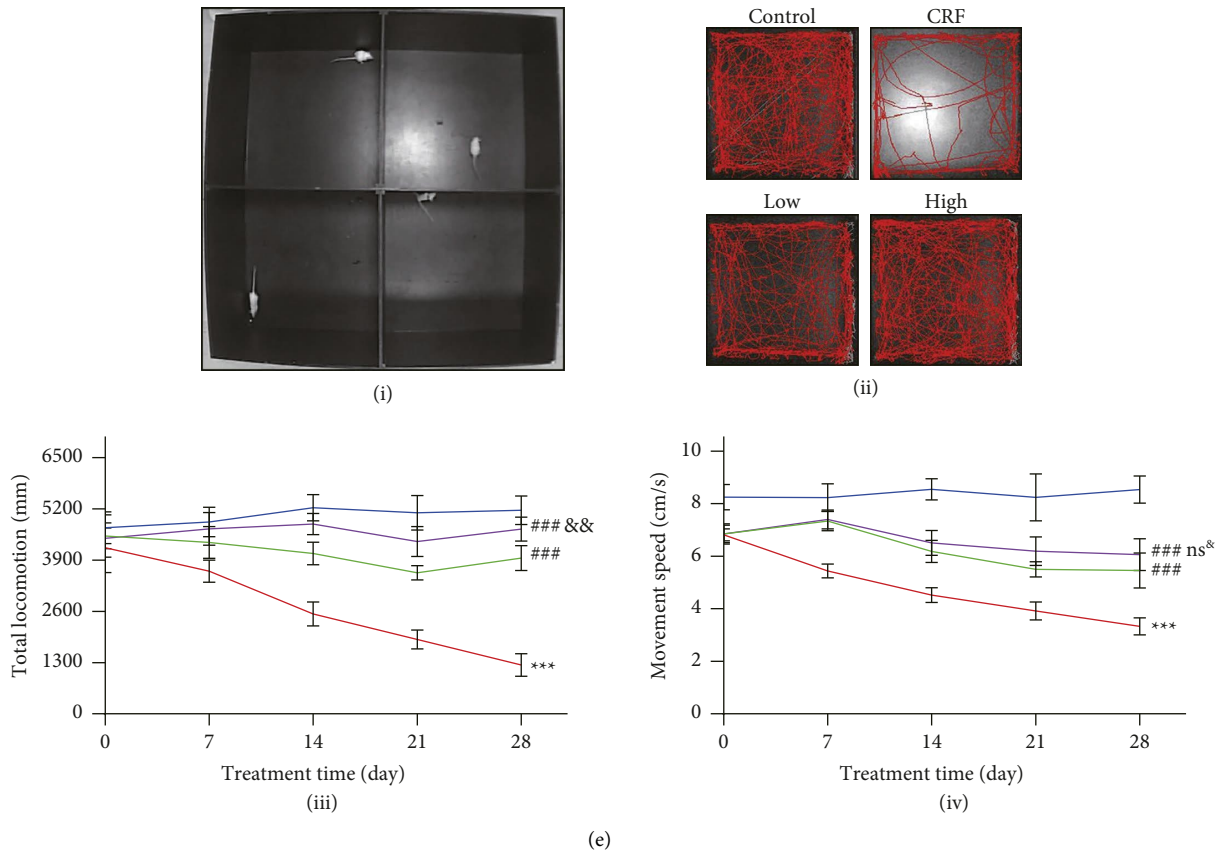 Control CRF
Low High
(i)
(ii)
Total locomotion (mm)
6500
5200
3900
2600
1300
0
0 7 14 21 28
### &&
###
***
Treatment time (day)
(iii)
Movement speed (cm/s)
10
8
6
4
2
0
0 7 14 21 28
### ns&
###
***
Treatment time (day)
(iv)
(e)